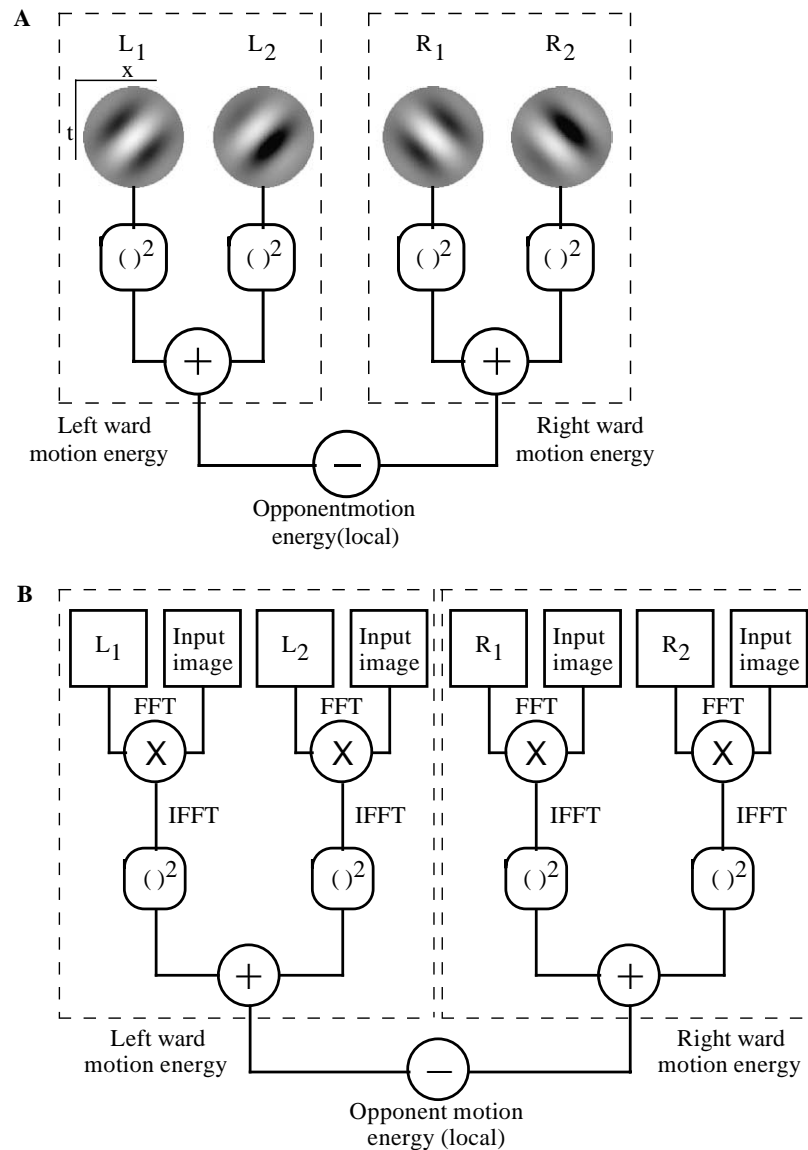 A
L1 L2 R1 R2
x
t
( )2 ( )2 ( )2 ( )2
+ +
Left ward
motion energy
Right ward
motion energy
−
Opponentmotion
energy(local)
B
L1 Input image L2 Input image R1 Input image R2 Input image
FFT FFT FFT FFT
X X X X
IFFT IFFT IFFT IFFT
( )2 ( )2 ( )2 ( )2
+ +
Left ward
motion energy
Right ward
motion energy
−
Opponent motion
energy (local)